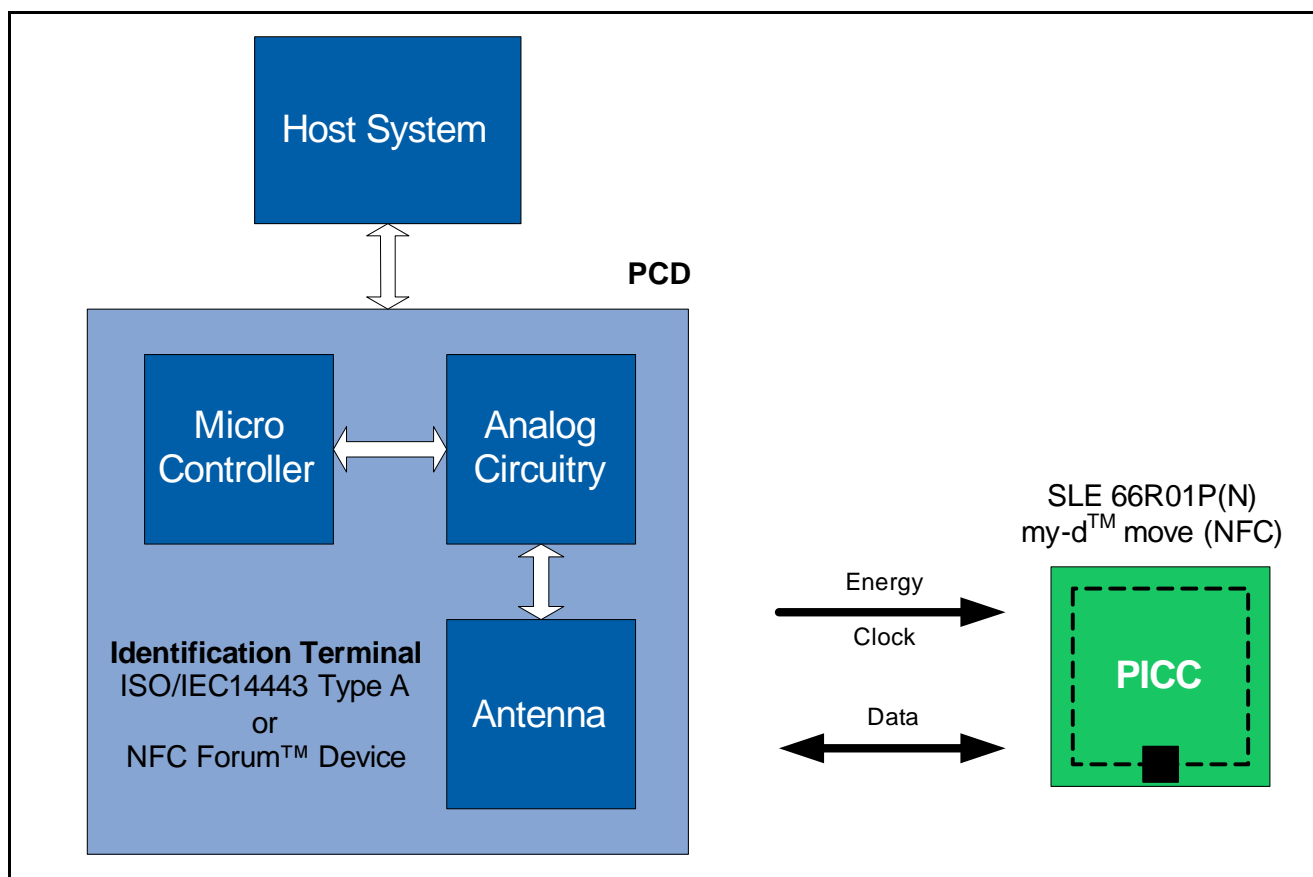 Host System
PCD
Micro
Controller
Analog
Circuitry
Identification Terminal
ISO/IEC14443 Type A
or
NFC Forum™ Device
Antenna
Energy
Clock
Data
SLE 66R01P(N)
my-d™ move (NFC)
PICC